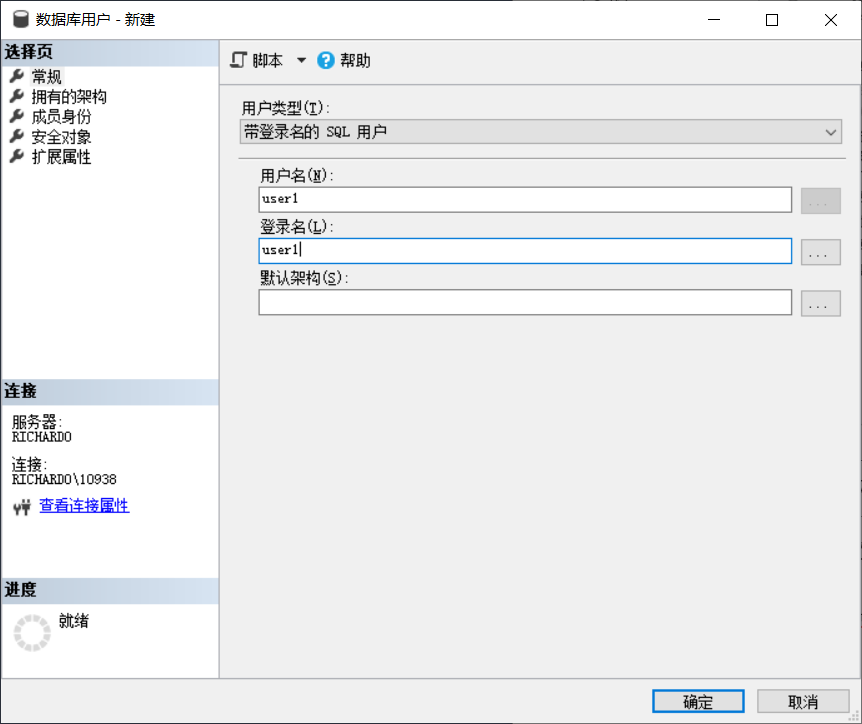 数据库用户 - 新建
选择页
常规
拥有的架构
成员身份
安全对象
扩展属性
连接
服务器:
RICHARDO
连接:
RICHARDO\10938
查看连接属性
进度
就绪
脚本
帮助
用户类型(T):
带登录名的 SQL 用户
用户名(N):
user1
...
登录名(L):
user1
...
默认架构(S):
...
确定
取消